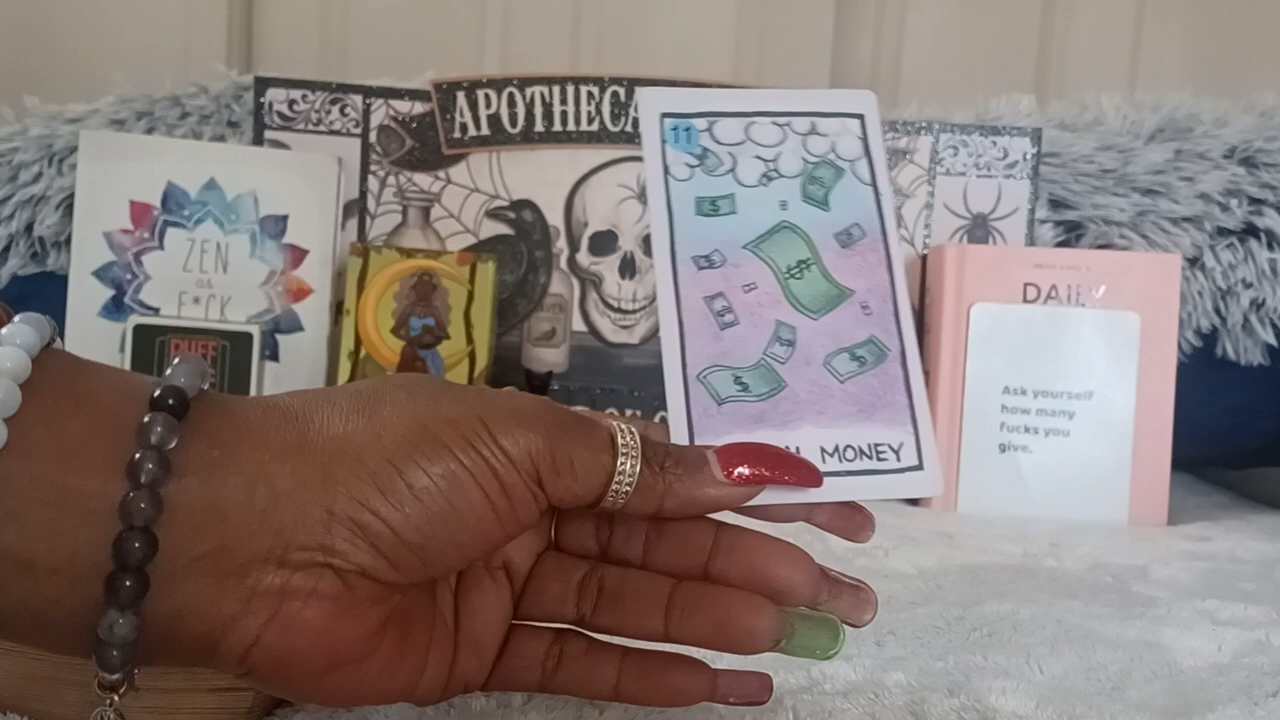 APOTHECA
11
$
$
$
$
$
$
MONEY
ZEN
as
F*CK
DAILY
Ask yourself
how many
fucks you
give.